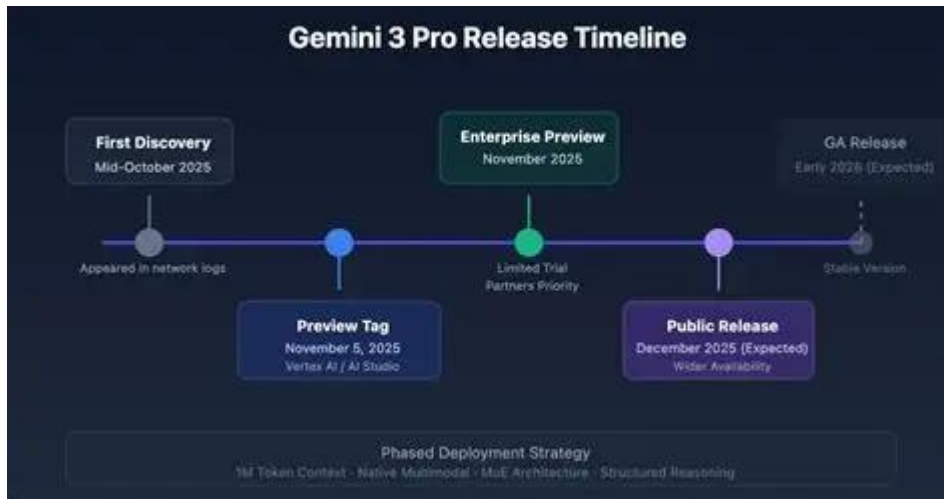 Gemini 3 Pro Release Timeline
First Discovery
Mid-October 2025
Appeared in network logs
Preview Tag
November 5, 2025
Vertex AI / AI Studio
Enterprise Preview
November 2025
Limited Trial
Partners Priority
Public Release
December 2025 (Expected)
Wider Availability
GA Release
Early 2026 (Expected)
Stable Version
Phased Deployment Strategy
1M Token Context · Native Multimodal · MoE Architecture · Structured Reasoning